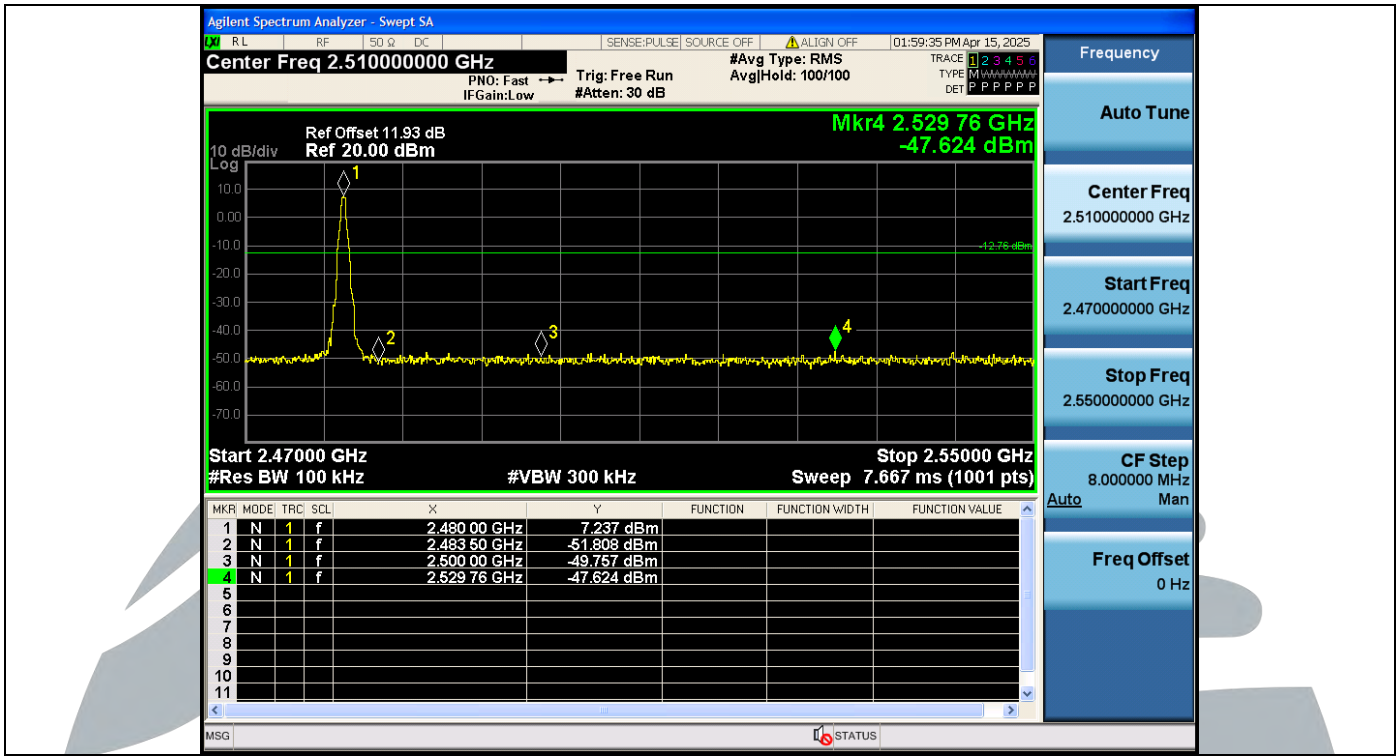 Agilent Spectrum Analyzer - Swept SA
LXI RL RF 50 Ω DC SENSE:PULSE SOURCE OFF ⚠ALIGN OFF 01:59:35 PM Apr 15, 2025
Center Freq 2.510000000 GHz
PNO: Fast
IFGain:Low
Trig: Free Run
#Atten: 30 dB
#Avg Type: RMS
Avg|Hold: 100/100
TRACE 1 2 3 4 5 6
TYPE M W W W W W
DET P P P P P P
Mkr4 2.529 76 GHz
-47.624 dBm
Ref Offset 11.93 dB
10 dB/div Ref 20.00 dBm
Log
1
10.0
0.00
-10.0
-12.76 dBm
-20.0
-30.0
-40.0
2
3
4
-50.0
-60.0
-70.0
Start 2.47000 GHz Stop 2.55000 GHz
#Res BW 100 kHz #VBW 300 kHz Sweep 7.667 ms (1001 pts)
MKR MODE TRC SCL X Y FUNCTION FUNCTION WIDTH FUNCTION VALUE
1 N 1 f 2.480 00 GHz 7.237 dBm
2 N 1 f 2.483 50 GHz -51.808 dBm
3 N 1 f 2.500 00 GHz -49.757 dBm
4 N 1 f 2.529 76 GHz -47.624 dBm
5
6
7
8
9
10
11
MSG STATUS
Frequency
Auto Tune
Center Freq
2.510000000 GHz
Start Freq
2.470000000 GHz
Stop Freq
2.550000000 GHz
CF Step
8.000000 MHz
Auto Man
Freq Offset
0 Hz